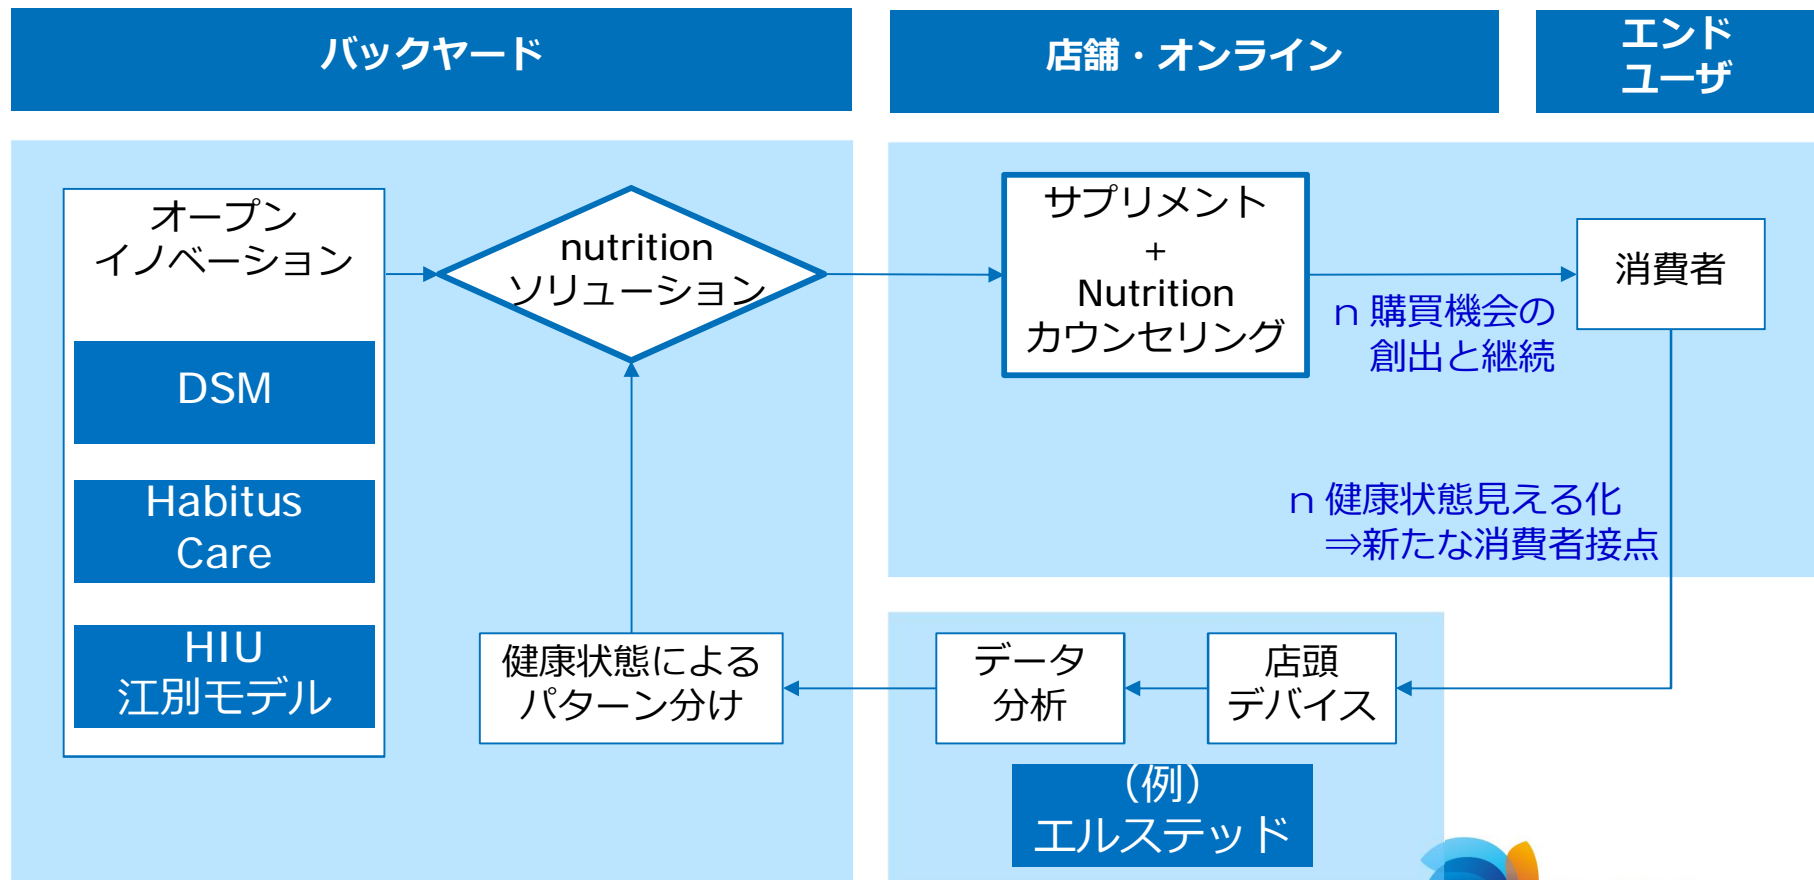 バックヤード
店舗・オンライン
エンド
ユーザ
オープン
イノベーション
DSM
Habitus
Care
HIU
江別モデル
nutrition
ソリューション
健康状態による
パターン分け
サプリメント
+
Nutrition
カウンセリング
n 購買機会の
創出と継続
消費者
n 健康状態見える化
⇒新たな消費者接点
データ
分析
店頭
デバイス
（例）
エルステッド